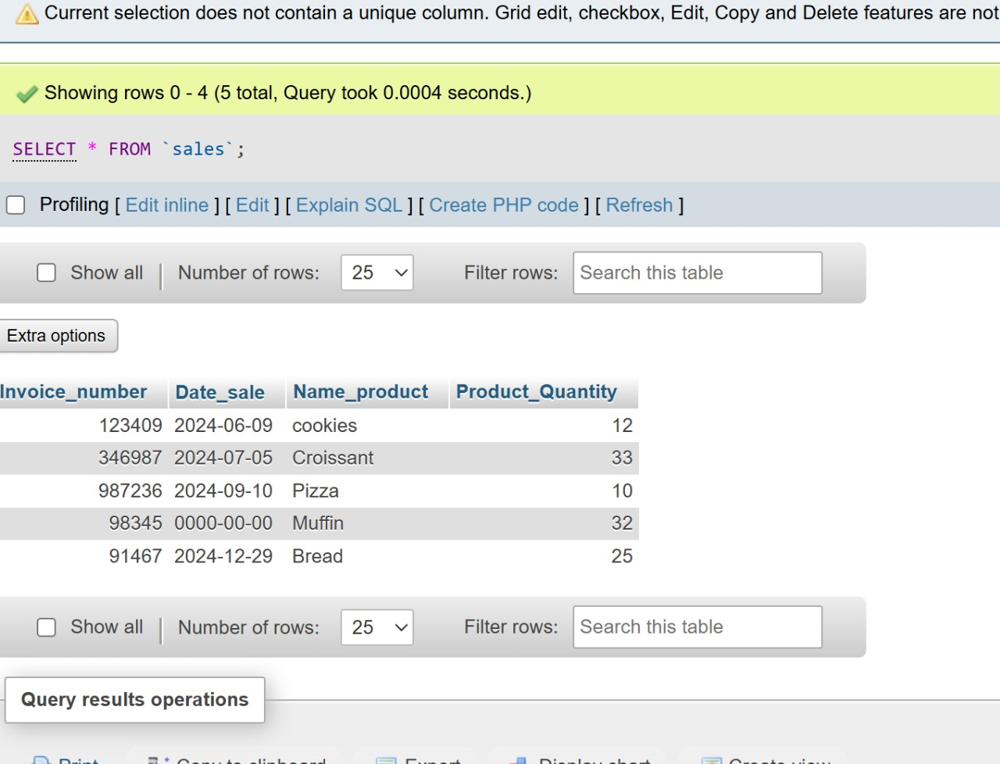 Current selection does not contain a unique column. Grid edit, checkbox, Edit, Copy and Delete features are not
Showing rows 0 - 4 (5 total, Query took 0.0004 seconds.)
SELECT * FROM `sales`;
Profiling [ Edit inline ] [ Edit ] [ Explain SQL ] [ Create PHP code ] [ Refresh ]
Show all | Number of rows: 25 Filter rows: Search this table
Extra options
Invoice_number Date_sale Name_product Product_Quantity
123409 2024-06-09 cookies 12
346987 2024-07-05 Croissant 33
987236 2024-09-10 Pizza 10
98345 0000-00-00 Muffin 32
91467 2024-12-29 Bread 25
Show all | Number of rows: 25 Filter rows: Search this table
Query results operations
Print Copy to clipboard Export Display chart Create view